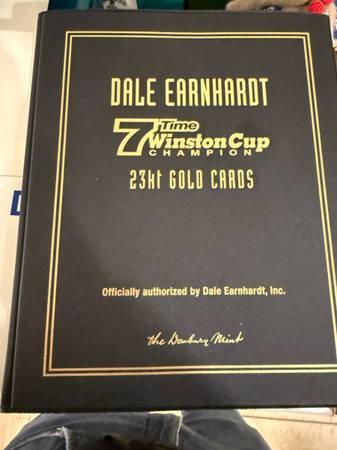 DALE EARNHARDT
7 Time
Winston Cup
CHAMPION
23kt GOLD CARDS
Officially authorized by Dale Earnhardt, Inc.
the Danbury Mint